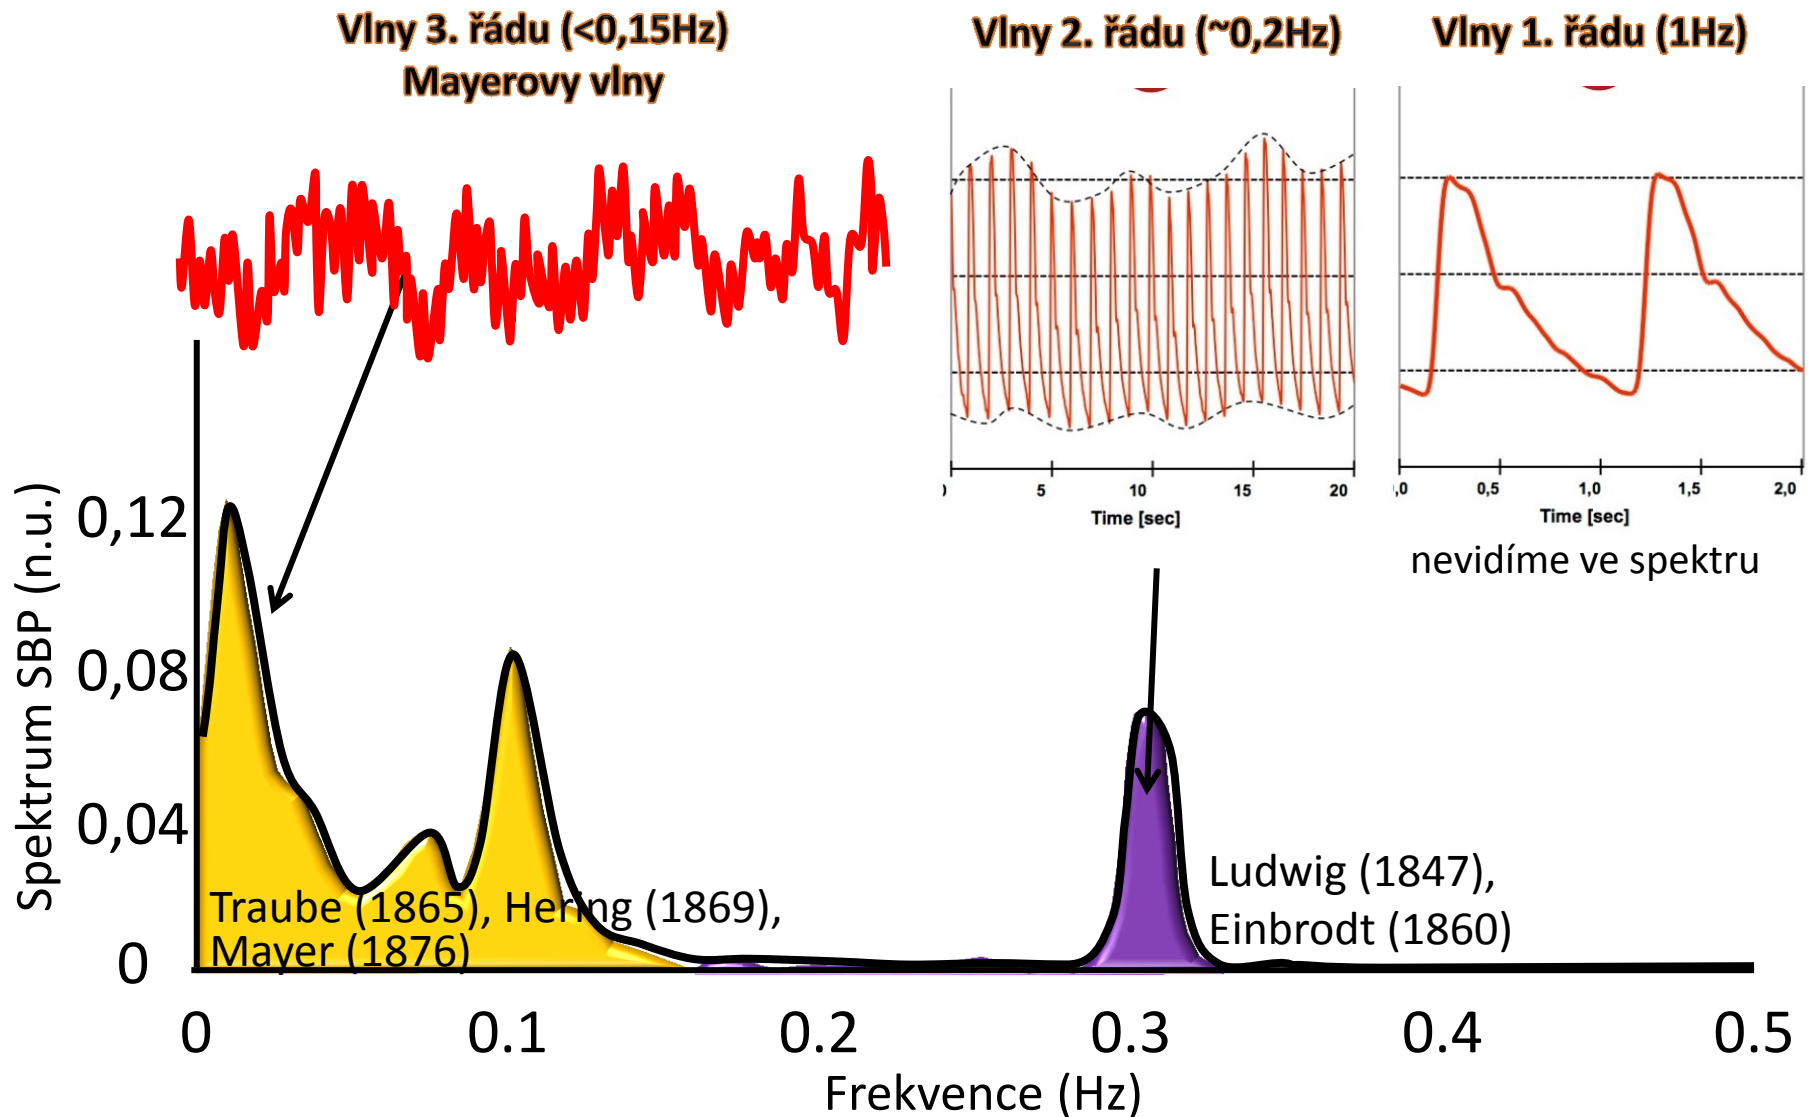 Vlny 3. řádu (<0,15Hz)
Mayerovy vlny
Vlny 2. řádu (~0,2Hz)
Vlny 1. řádu (1Hz)
5
10
15
20
Time [sec]
0,5
1,0
1,5
2,0
Time [sec]
nevidíme ve spektru
Spektrum SBP (n.u.)
0,12
0,08
0,04
0
Traube (1865), Hering (1869),
Mayer (1876)
Ludwig (1847),
Einbrodt (1860)
0
0.1
0.2
0.3
0.4
0.5
Frekvence (Hz)